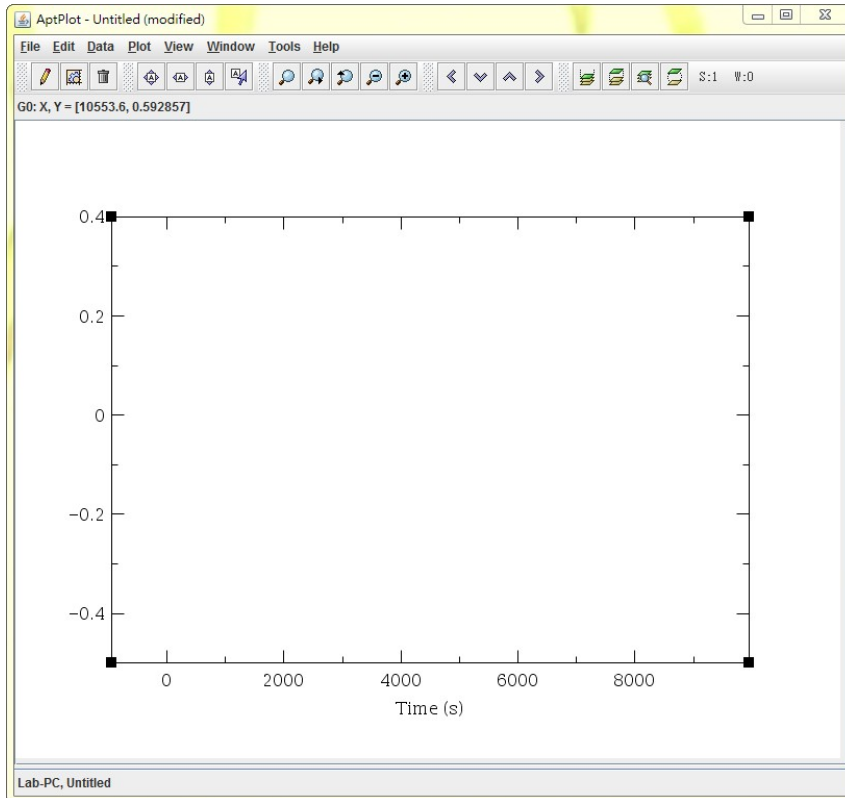 AptPlot - Untitled (modified)
File Edit Data Plot View Window Tools Help
S:1 W:0
G0: X, Y = [10553.6, 0.592857]
0.4
0.2
0
−0.2
−0.4
0 2000 4000 6000 8000
Time (s)
Lab-PC, Untitled